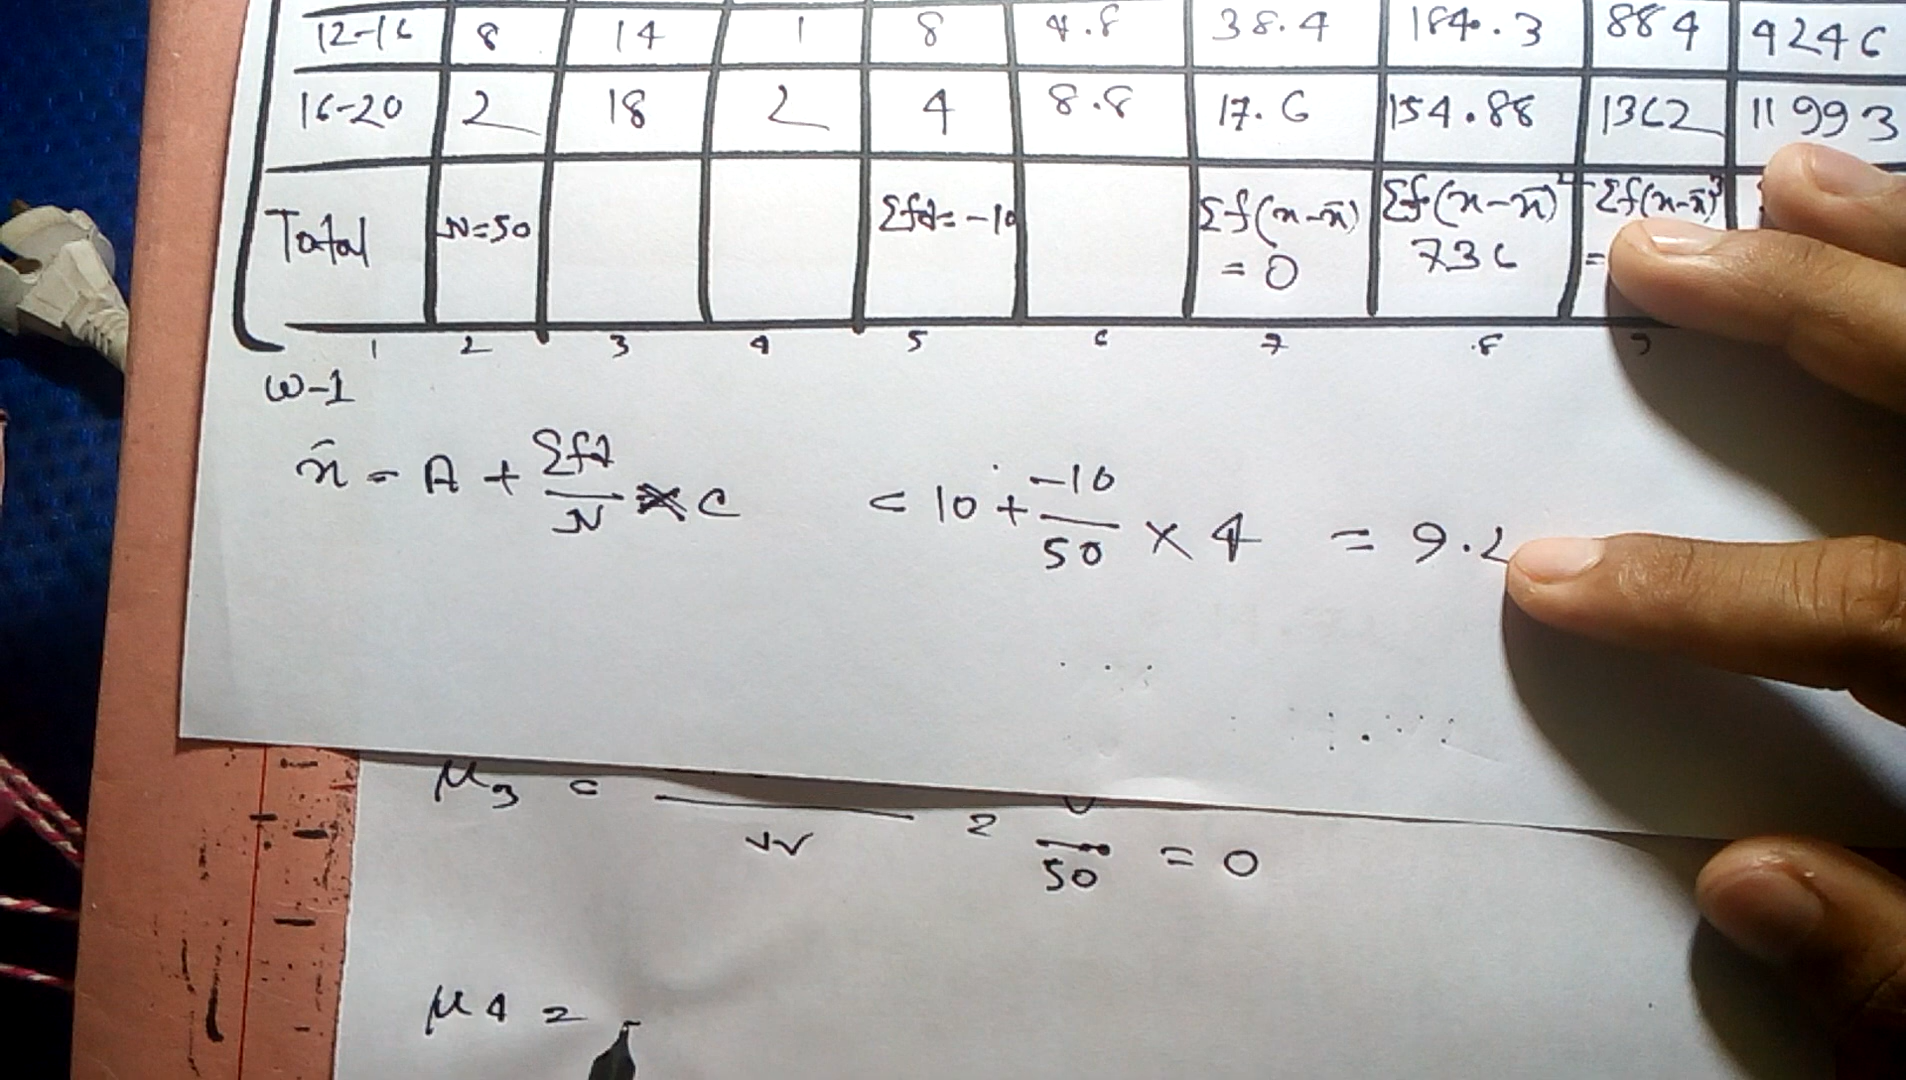 12-16 8 14 1 8 4.8 38.4 184.3 884 4246
16-20 2 18 2 4 8.8 17.6 154.88 1362 11993
Total N=50 Σfd=-10 Σf(x-x̄) =0 Σf(x-x̄)² 736 Σf(x-x̄)³ =
1 2 3 4 5 6 7 8 9
W-1
x̄ = A + Σfd/N × C = 10 + -10/50 × 4 = 9.2
μ3 = /N = /50 = 0
μ4 =